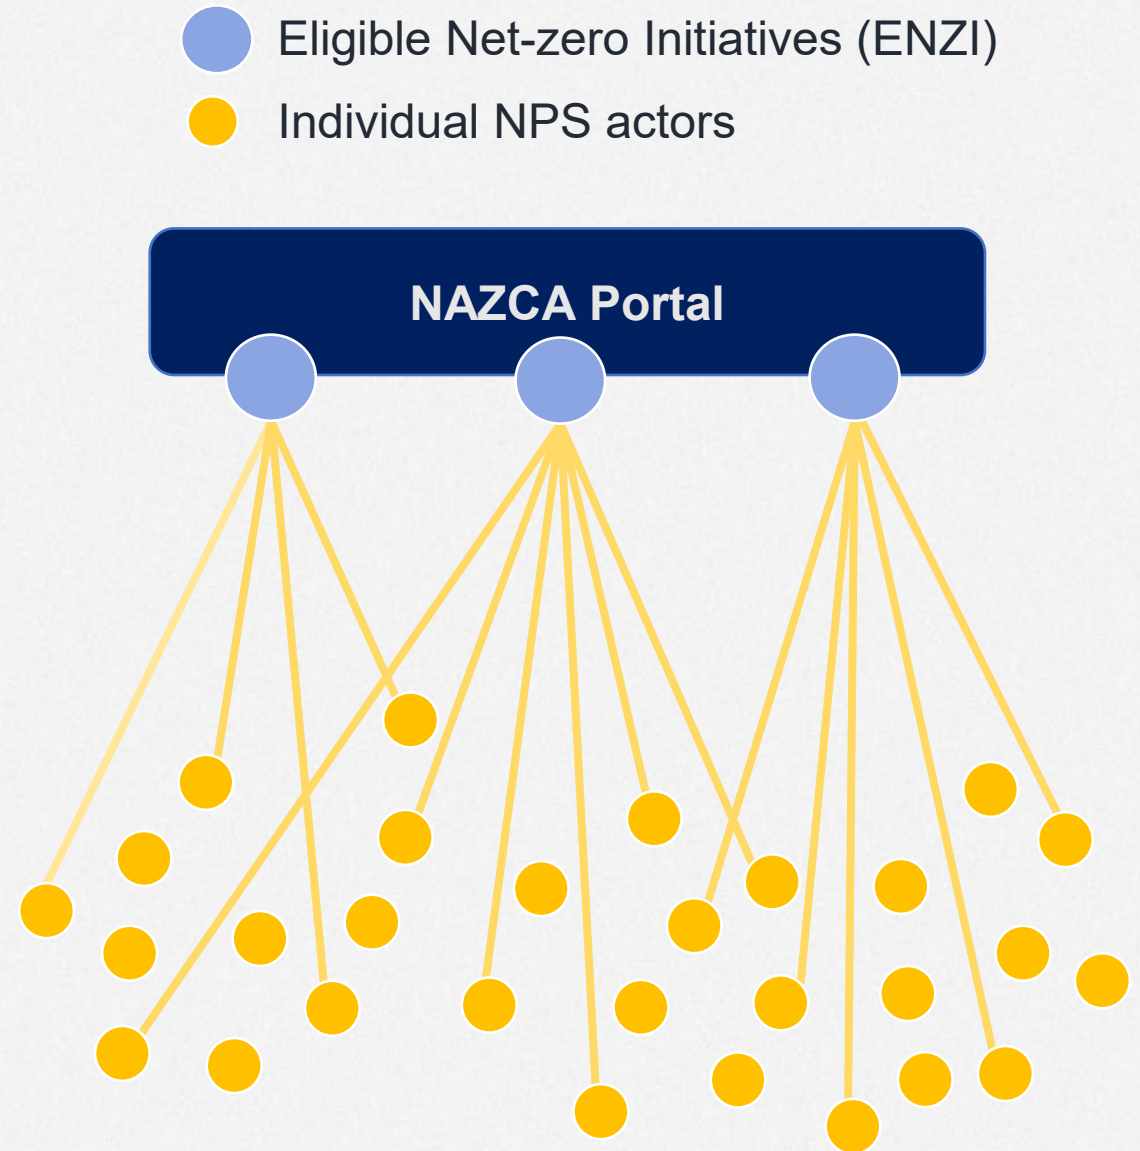 Eligible Net-zero Initiatives (ENZI)
Individual NPS actors
NAZCA Portal